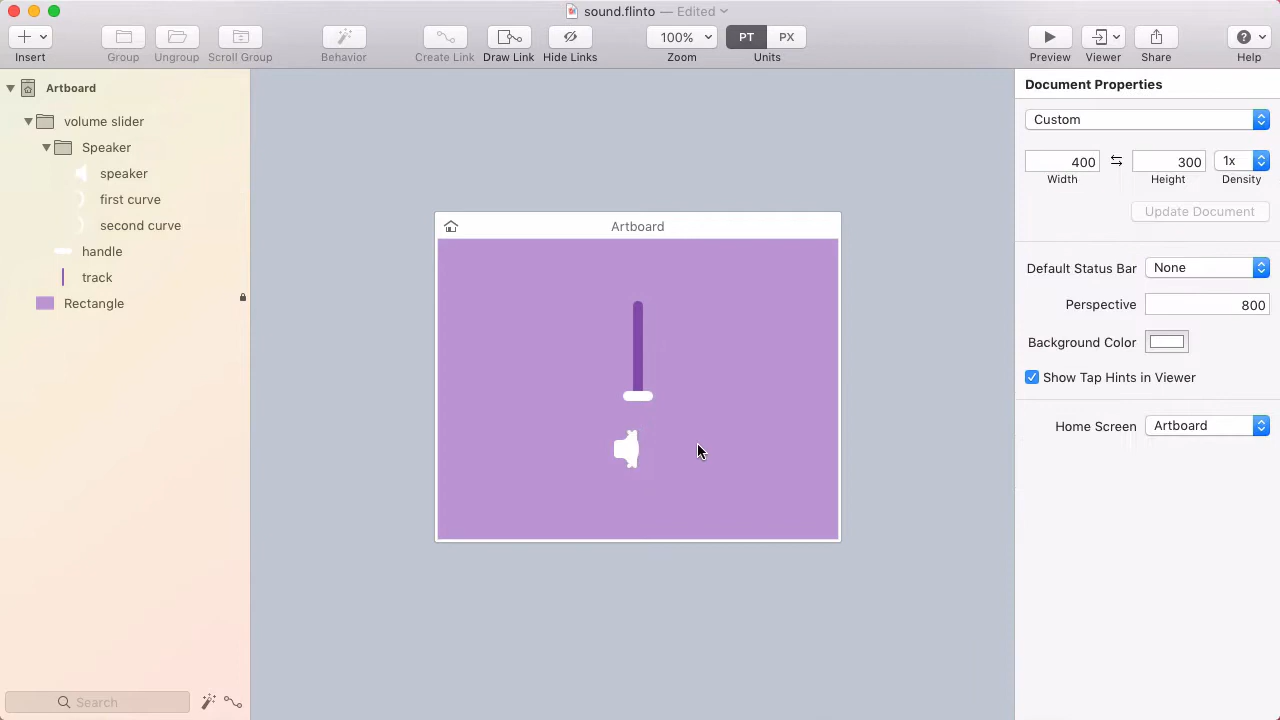 sound.flinto — Edited
Insert
Group
Ungroup
Scroll Group
Behavior
Create Link
Draw Link
Hide Links
100%
Zoom
PT PX
Units
Preview
Viewer
Share
Help
Artboard
volume slider
Speaker
speaker
first curve
second curve
handle
track
Rectangle
Search
Artboard
Document Properties
Custom
400 300 1x
Width Height Density
Update Document
Default Status Bar None
Perspective 800
Background Color
Show Tap Hints in Viewer
Home Screen Artboard